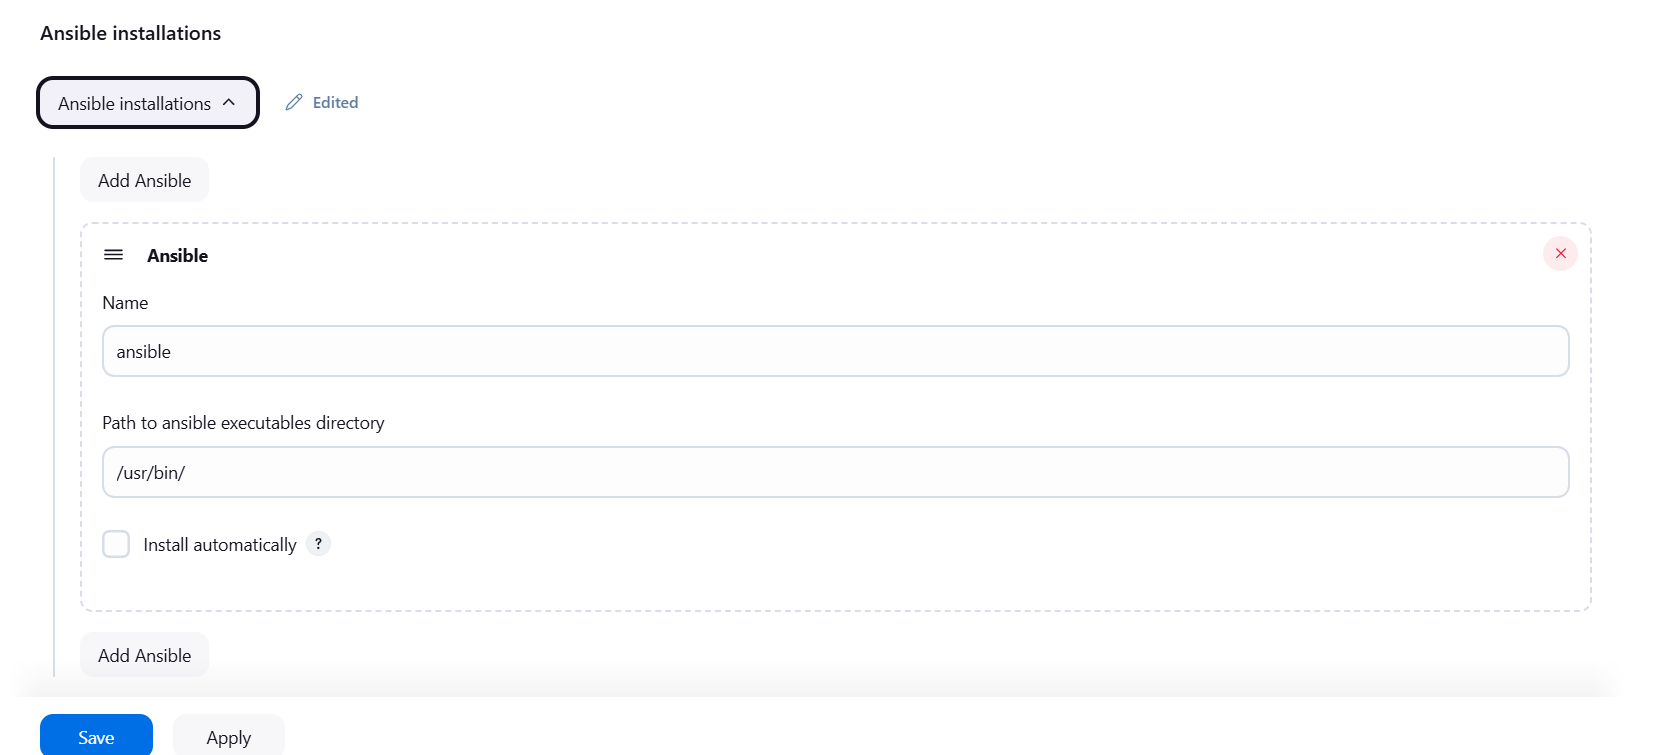 Ansible installations
Ansible installations
Edited
Add Ansible
Ansible
Name
ansible
Path to ansible executables directory
/usr/bin/
Install automatically ?
Add Ansible
Save
Apply